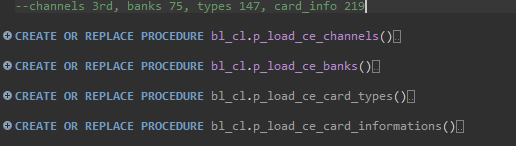 --channels 3rd, banks 75, types 147, card_info 219
CREATE OR REPLACE PROCEDURE bl_cl.p_load_ce_channels()
CREATE OR REPLACE PROCEDURE bl_cl.p_load_ce_banks()
CREATE OR REPLACE PROCEDURE bl_cl.p_load_ce_card_types()
CREATE OR REPLACE PROCEDURE bl_cl.p_load_ce_card_informations()